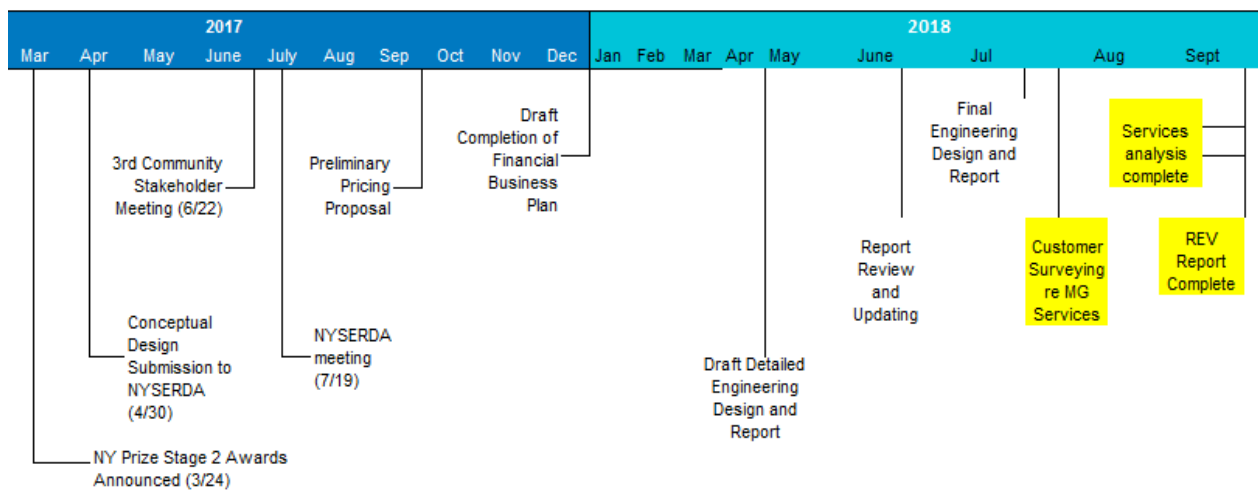 2017
2018
Mar Apr May June July Aug Sep Oct Nov Dec Jan Feb Mar Apr May June Jul Aug Sept
3rd Community
Stakeholder
Meeting (6/22)
Preliminary
Pricing
Proposal
Draft
Completion of
Financial
Business
Plan
Final
Engineering
Design and
Report
Services
analysis
complete
Report
Review
and
Updating
Customer
Surveying
re MG
Services
REV
Report
Complete
Conceptual
Design
Submission to
NYSERDA
(4/30)
NYSERDA
meeting
(7/19)
Draft Detailed
Engineering
Design and
Report
NY Prize Stage 2 Awards
Announced (3/24)